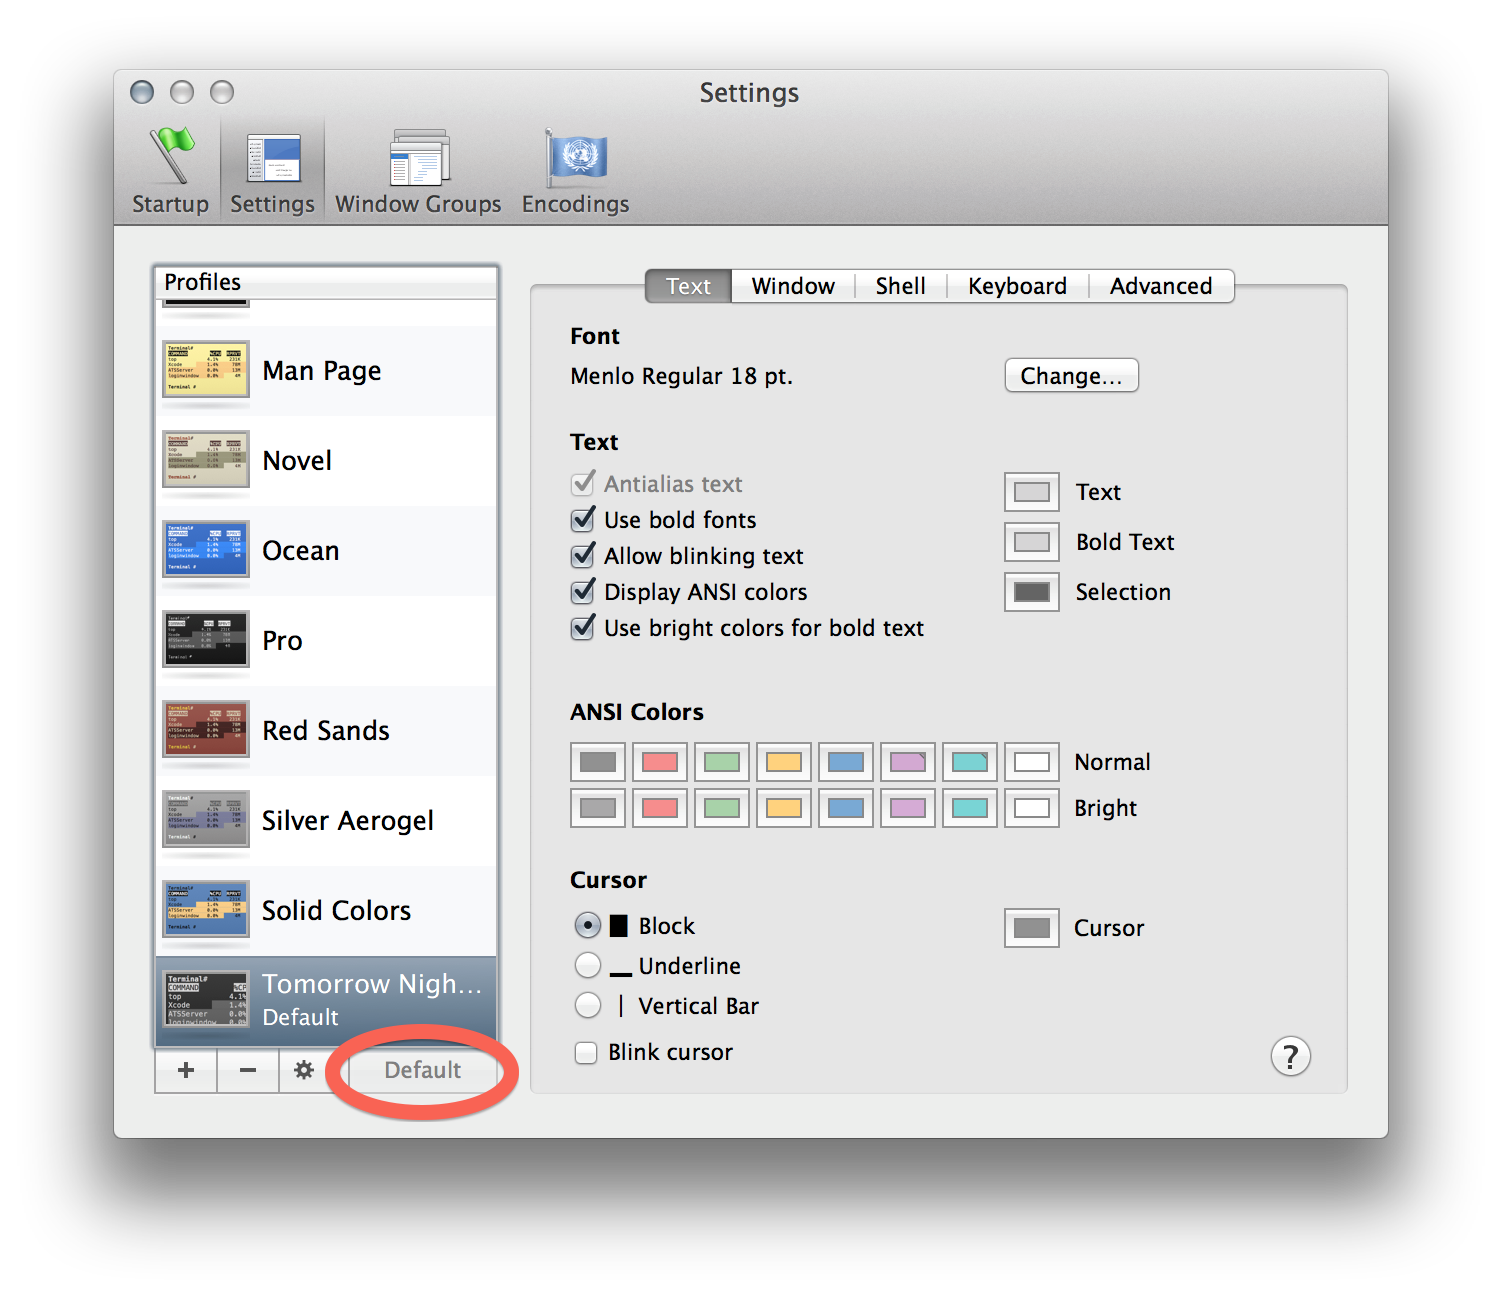 Settings
Startup
Settings
Window Groups
Encodings
Profiles
Man Page
Novel
Ocean
Pro
Red Sands
Silver Aerogel
Solid Colors
Tomorrow Nigh...
Default
+
−
Default
Text
Window
Shell
Keyboard
Advanced
Font
Menlo Regular 18 pt.
Change...
Text
Antialias text
Use bold fonts
Allow blinking text
Display ANSI colors
Use bright colors for bold text
Text
Bold Text
Selection
ANSI Colors
Normal
Bright
Cursor
Block
Underline
Vertical Bar
Blink cursor
Cursor
?